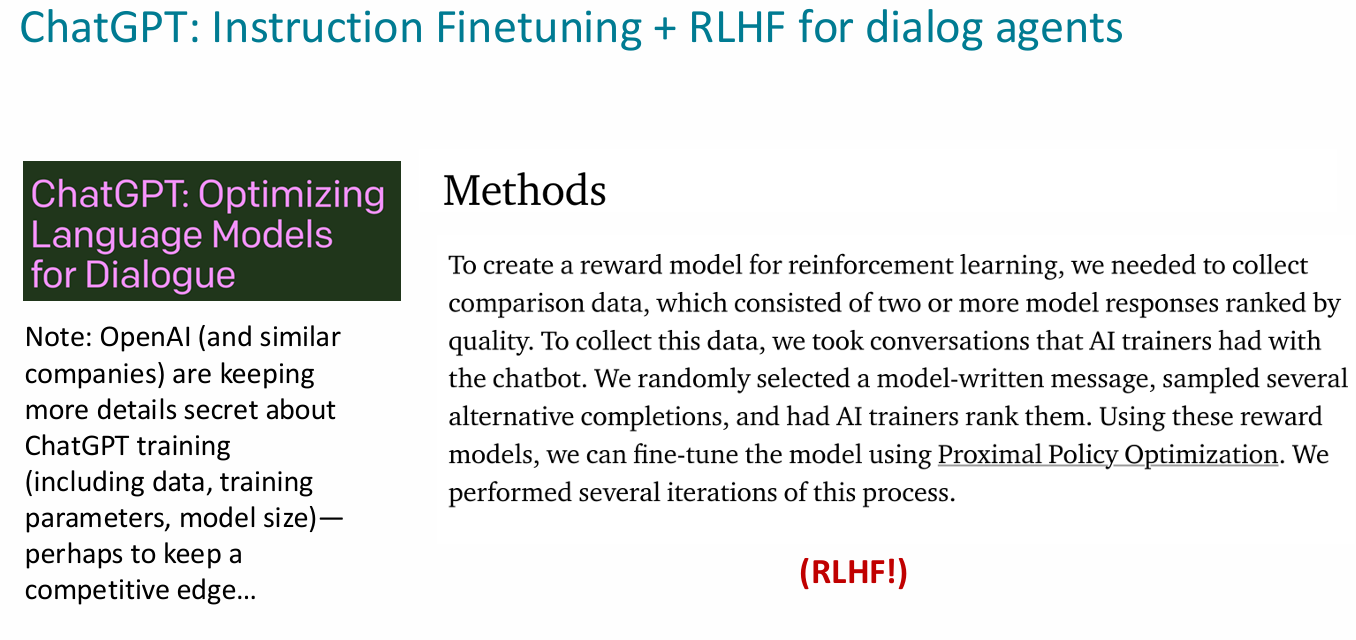 ChatGPT: Instruction Finetuning + RLHF for dialog agents
ChatGPT: Optimizing
Language Models
for Dialogue
Note: OpenAI (and similar
companies) are keeping
more details secret about
ChatGPT training
(including data, training
parameters, model size)—
perhaps to keep a
competitive edge…
Methods
To create a reward model for reinforcement learning, we needed to collect
comparison data, which consisted of two or more model responses ranked by
quality. To collect this data, we took conversations that AI trainers had with
the chatbot. We randomly selected a model-written message, sampled several
alternative completions, and had AI trainers rank them. Using these reward
models, we can fine-tune the model using Proximal Policy Optimization. We
performed several iterations of this process.
(RLHF!)